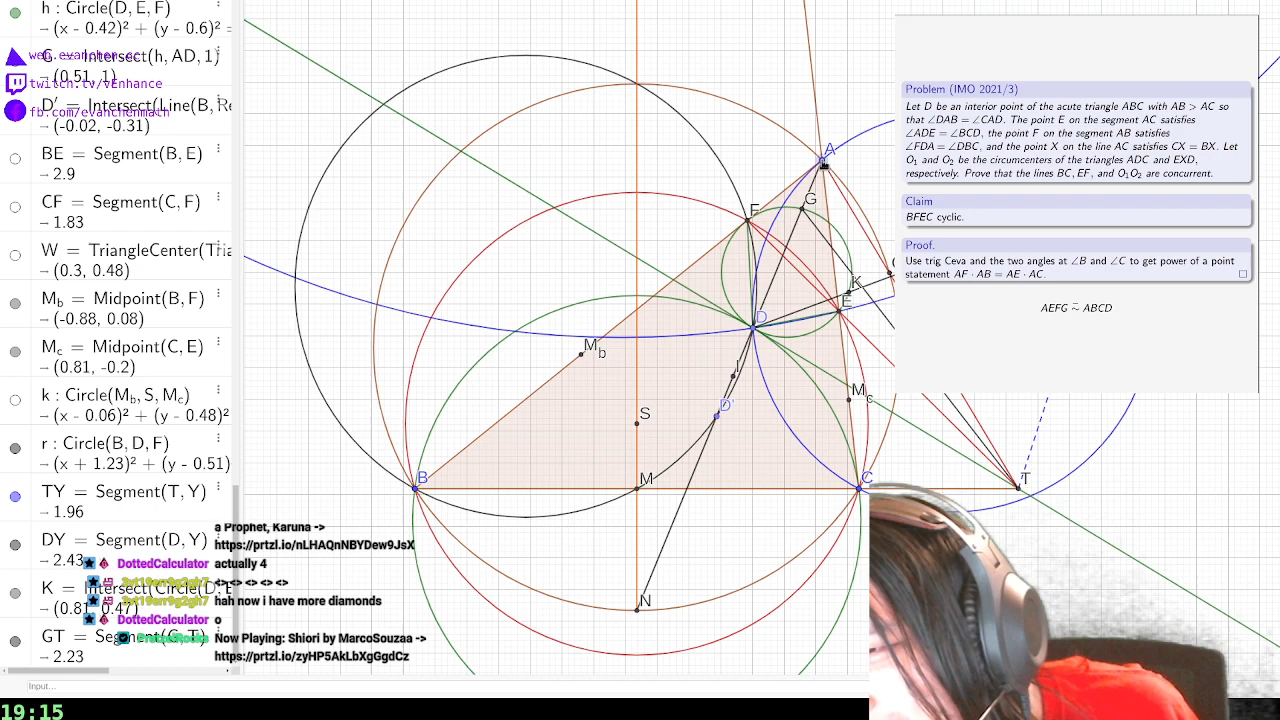 h : Circle(D, E, F)
→ (x - 0.42)² + (y - 0.6)² =
web.evanchen.cc
G = Intersect(h, AD, 1)
→ (0.51, 1)
twitch.tv/vEnhance
D' = Intersect(Line(B, Re
fb.com/evanchenmath
→ (-0.02, -0.31)
BE = Segment(B, E)
→ 2.9
CF = Segment(C, F)
→ 1.83
W = TriangleCenter(Tria
→ (0.3, 0.48)
M_b = Midpoint(B, F)
→ (-0.88, 0.08)
M_c = Midpoint(C, E)
→ (0.81, -0.2)
k : Circle(M_b, S, M_c)
→ (x - 0.06)² + (y - 0.48)²
r : Circle(B, D, F)
→ (x + 1.23)² + (y - 0.51)
TY = Segment(T, Y)
→ 1.96
DY = Segment(D, Y)
→ 2.43
K = Intersect(Circle(D, E
→ (0.81, 0.47)
GT = Segment(G, T)
→ 2.23
Input...
19:15
a Prophet, Karuna ->
https://prtzl.io/nLHAQnNBYDew9JsX
DottedCalculator actually 4
3st19err9g2gh7 <> <> <> <> <>
3st19err9g2gh7 hah now i have more diamonds
DottedCalculator o
PretzelRocks Now Playing: Shiori by MarcoSouzaa ->
https://prtzl.io/zyHP5AkLbXgGgdCz
A
F
G
K
E
D
M_b
I
M_c
D'
S
B
M
C
T
N
Problem (IMO 2021/3)
Let D be an interior point of the acute triangle ABC with AB > AC so
that ∠DAB = ∠CAD. The point E on the segment AC satisfies
∠ADE = ∠BCD, the point F on the segment AB satisfies
∠FDA = ∠DBC, and the point X on the line AC satisfies CX = BX. Let
O₁ and O₂ be the circumcenters of the triangles ADC and EXD,
respectively. Prove that the lines BC, EF, and O₁O₂ are concurrent.
Claim
BFEC cyclic.
Proof.
Use trig Ceva and the two angles at ∠B and ∠C to get power of a point
statement AF · AB = AE · AC.
AEFG ∼ ABCD